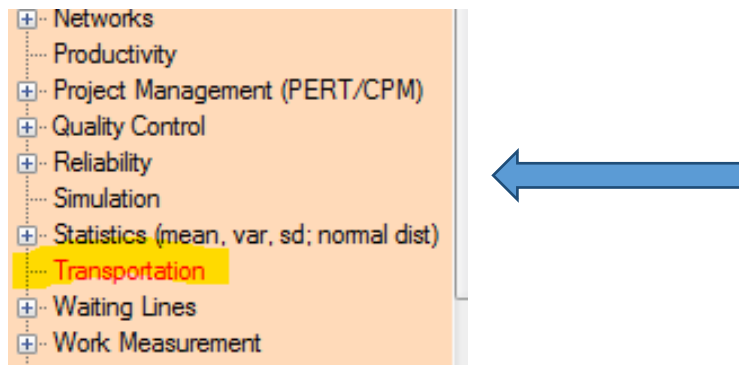 Networks
Productivity
Project Management (PERT/CPM)
Quality Control
Reliability
Simulation
Statistics (mean, var, sd; normal dist)
Transportation
Waiting Lines
Work Measurement